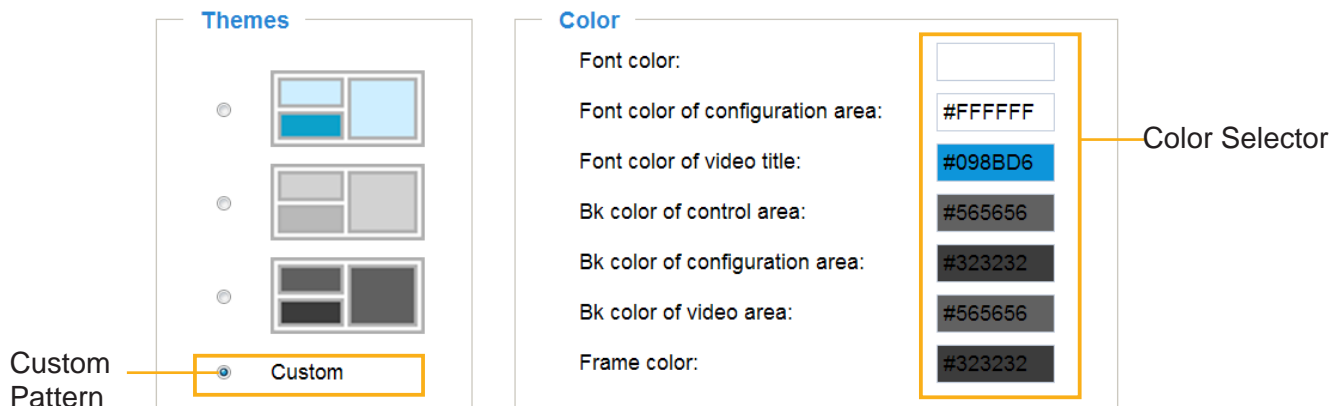 Themes
Custom
Custom
Pattern
Color
Font color:
Font color of configuration area: #FFFFFF
Font color of video title: #098BD6
Bk color of control area: #565656
Bk color of configuration area: #323232
Bk color of video area: #565656
Frame color: #323232
Color Selector